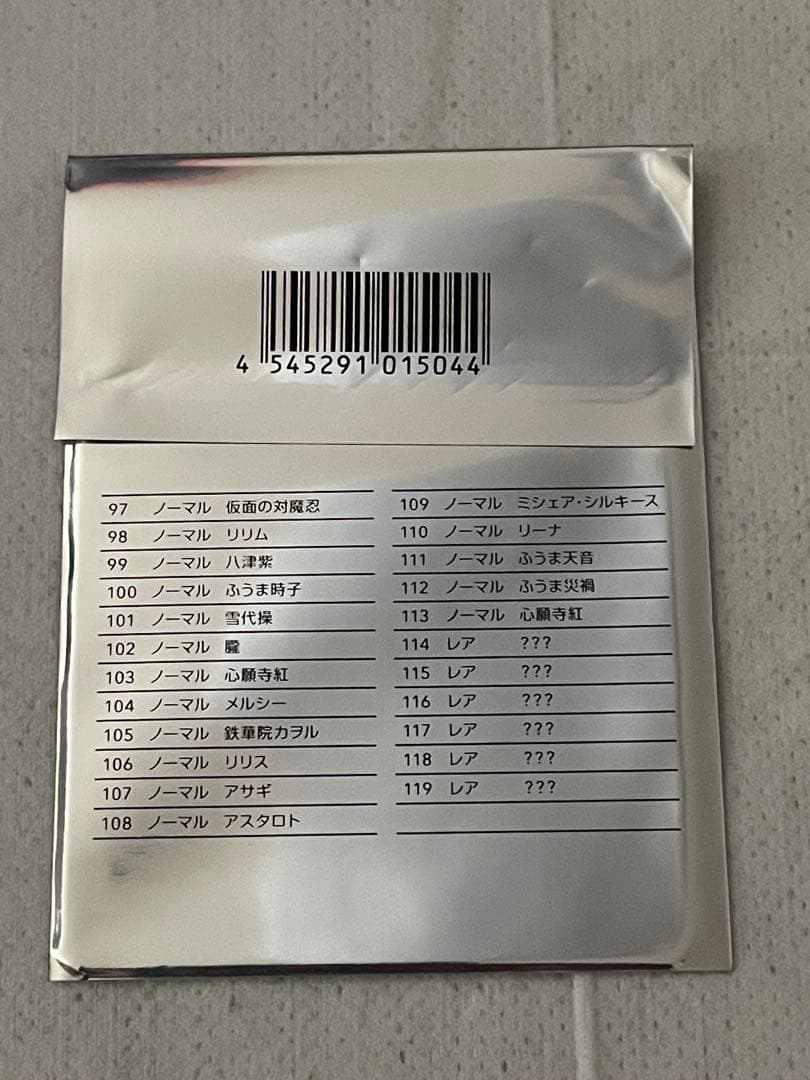 4 545291 015044
97 ノーマル 仮面の対魔忍
98 ノーマル リリム
99 ノーマル 八津紫
100 ノーマル ふうま時子
101 ノーマル 雪代操
102 ノーマル 朧
103 ノーマル 心願寺紅
104 ノーマル メルシー
105 ノーマル 鉄華院カヲル
106 ノーマル リリス
107 ノーマル アサギ
108 ノーマル アスタロト
109 ノーマル ミシェア・シルキース
110 ノーマル リーナ
111 ノーマル ふうま天音
112 ノーマル ふうま災禍
113 ノーマル 心願寺紅
114 レア ???
115 レア ???
116 レア ???
117 レア ???
118 レア ???
119 レア ???